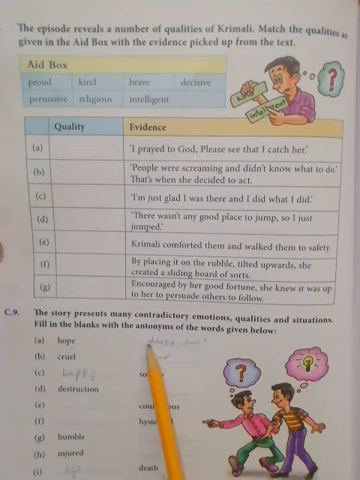 The episode reveals a number of qualities of Krimali. Match the qualities as
given in the Aid Box with the evidence picked up from the text.
Aid Box
proud kind brave decisive
persuasive religious intelligent
kind
intelligent
?
Quality Evidence
(a) 'I prayed to God, Please see that I catch her.'
(b) 'People were screaming and didn't know what to do.'
That's when she decided to act.
(c) 'I'm just glad I was there and I did what I did.'
(d) 'There wasn't any good place to jump, so I just
jumped.'
(e) Krimali comforted them and walked them to safety.
(f) By placing it on the rubble, tilted upwards, she
created a sliding board of sorts.
(g) Encouraged by her good fortune, she knew it was up
to her to persuade others to follow.
C.9. The story presents many contradictory emotions, qualities and situations.
Fill in the blanks with the antonyms of the words given below:
(a) hope
(b) cruel
(c) happy
(d) destruction
(e)
(f)
(g) humble
(h) injured
(i) death
?